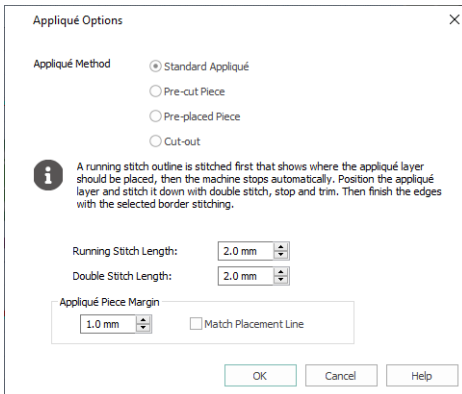 Appliqué Options
Appliqué Method
Standard Appliqué
Pre-cut Piece
Pre-placed Piece
Cut-out
A running stitch outline is stitched first that shows where the appliqué layer
should be placed, then the machine stops automatically. Position the appliqué
layer and stitch it down with double stitch, stop and trim. Then finish the edges
with the selected border stitching.
Running Stitch Length: 2.0 mm
Double Stitch Length: 2.0 mm
Appliqué Piece Margin
1.0 mm Match Placement Line
OK Cancel Help